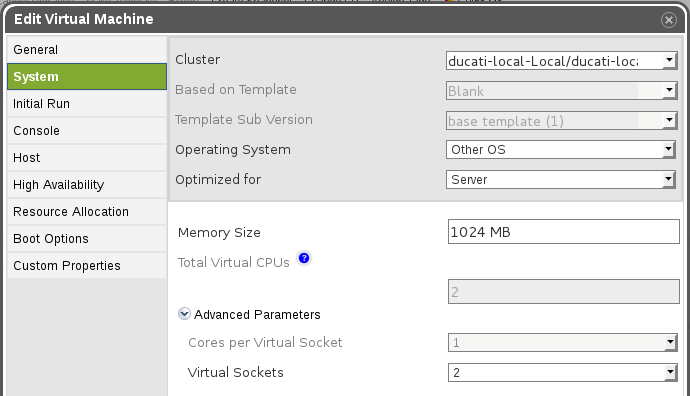 Edit Virtual Machine
General
System
Initial Run
Console
Host
High Availability
Resource Allocation
Boot Options
Custom Properties
Cluster ducati-local-Local/ducati-loca
Based on Template Blank
Template Sub Version base template (1)
Operating System Other OS
Optimized for Server
Memory Size 1024 MB
Total Virtual CPUs ?
2
Advanced Parameters
Cores per Virtual Socket 1
Virtual Sockets 2